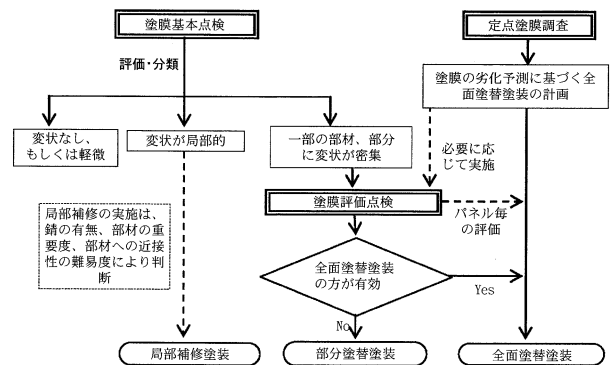 塗膜基本点検
定点塗膜調査
評価・分類
塗膜の劣化予測に基づく全
面塗替塗装の計画
変状なし、
もしくは軽微
変状が局部的
一部の部材、部分
に変状が密集
必要に応
じて実施
塗膜評価点検
パネル毎
の評価
局部補修の実施は、
錆の有無、部材の重
要度、部材への近接
性の難易度により判
断
全面塗替塗装
の方が有効
Yes
No
局部補修塗装
部分塗替塗装
全面塗替塗装